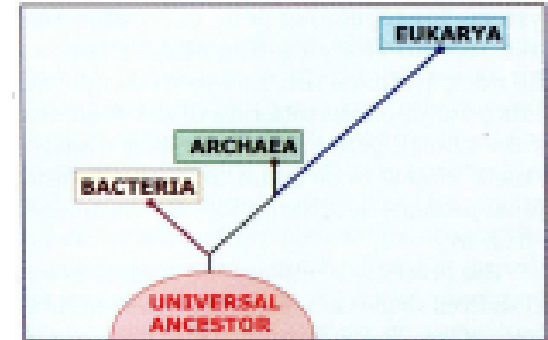 EUKARYA
ARCHAEA
BACTERIA
UNIVERSAL
ANCESTOR